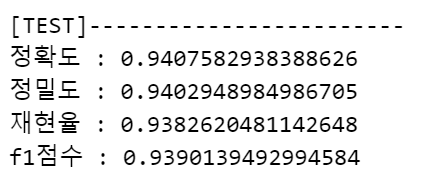 [TEST]------------------------
정확도 : 0.9407582938388626
정밀도 : 0.9402948984986705
재현율 : 0.9382620481142648
f1점수 : 0.9390139492994584